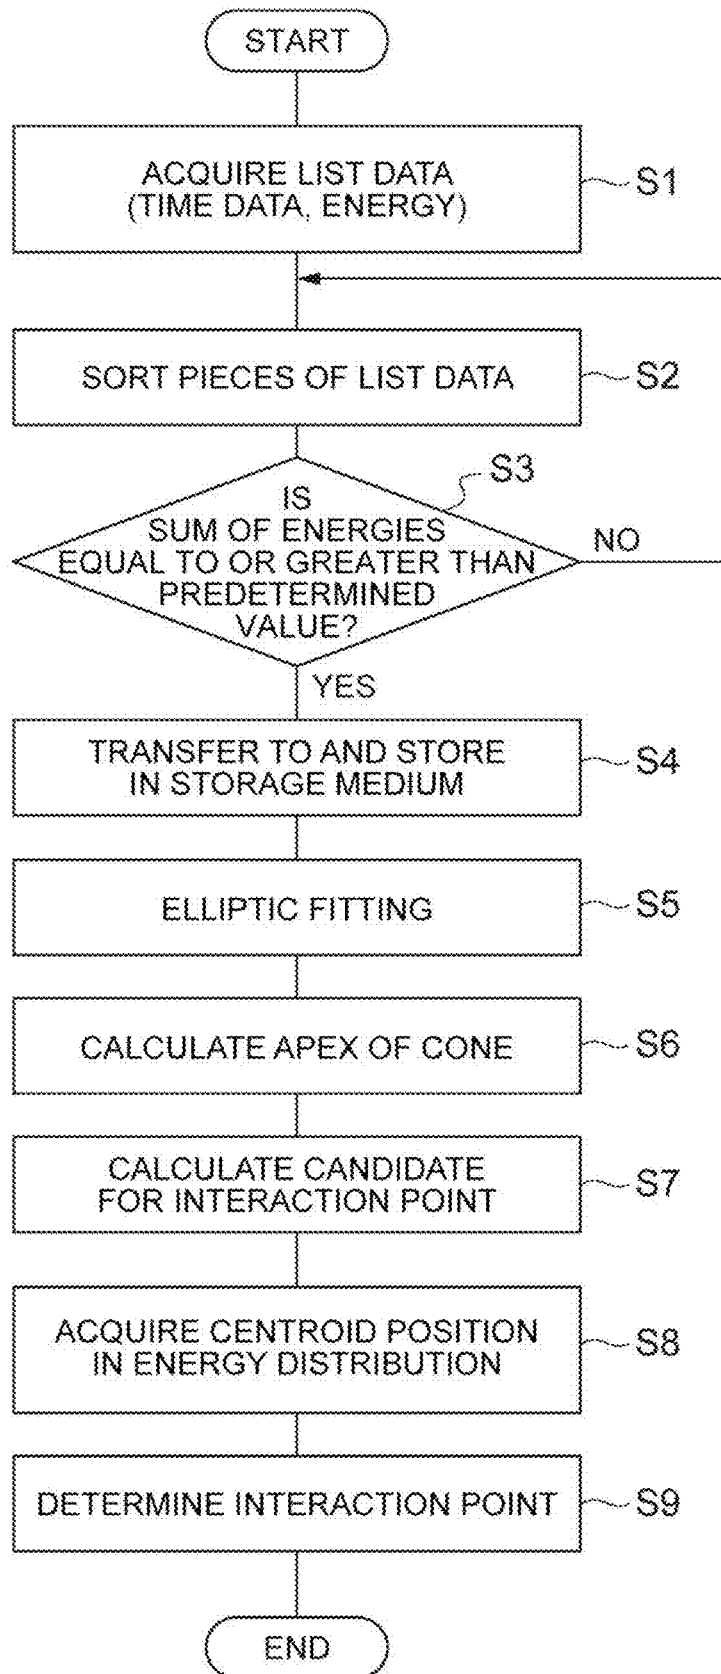 START
ACQUIRE LIST DATA
(TIME DATA, ENERGY)
S1
SORT PIECES OF LIST DATA
S2
S3
IS
SUM OF ENERGIES
EQUAL TO OR GREATER THAN
PREDETERMINED
VALUE?
NO
YES
TRANSFER TO AND STORE
IN STORAGE MEDIUM
S4
ELLIPTIC FITTING
S5
CALCULATE APEX OF CONE
S6
CALCULATE CANDIDATE
FOR INTERACTION POINT
S7
ACQUIRE CENTROID POSITION
IN ENERGY DISTRIBUTION
S8
DETERMINE INTERACTION POINT
S9
END